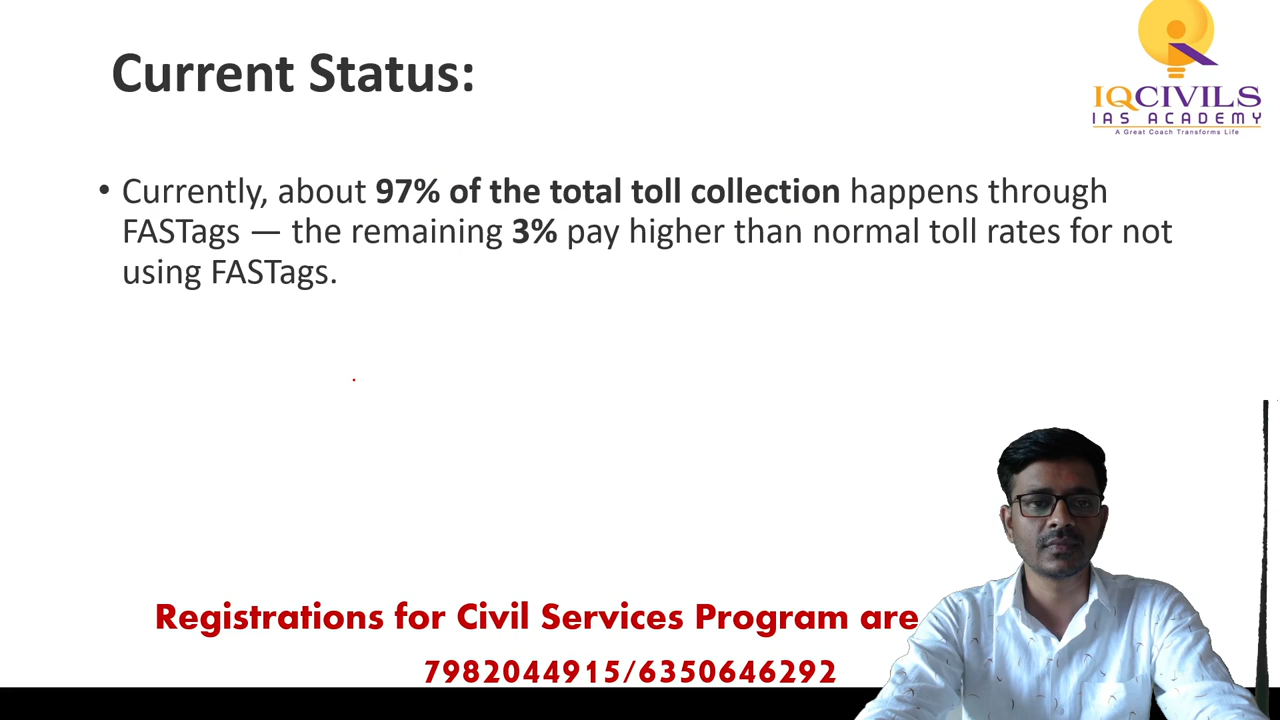 Current Status:
IQCIVILS
IAS ACADEMY
A Great Coach Transforms Life
• Currently, about 97% of the total toll collection happens through
FASTags — the remaining 3% pay higher than normal toll rates for not
using FASTags.
Registrations for Civil Services Program are
7982044915/6350646292